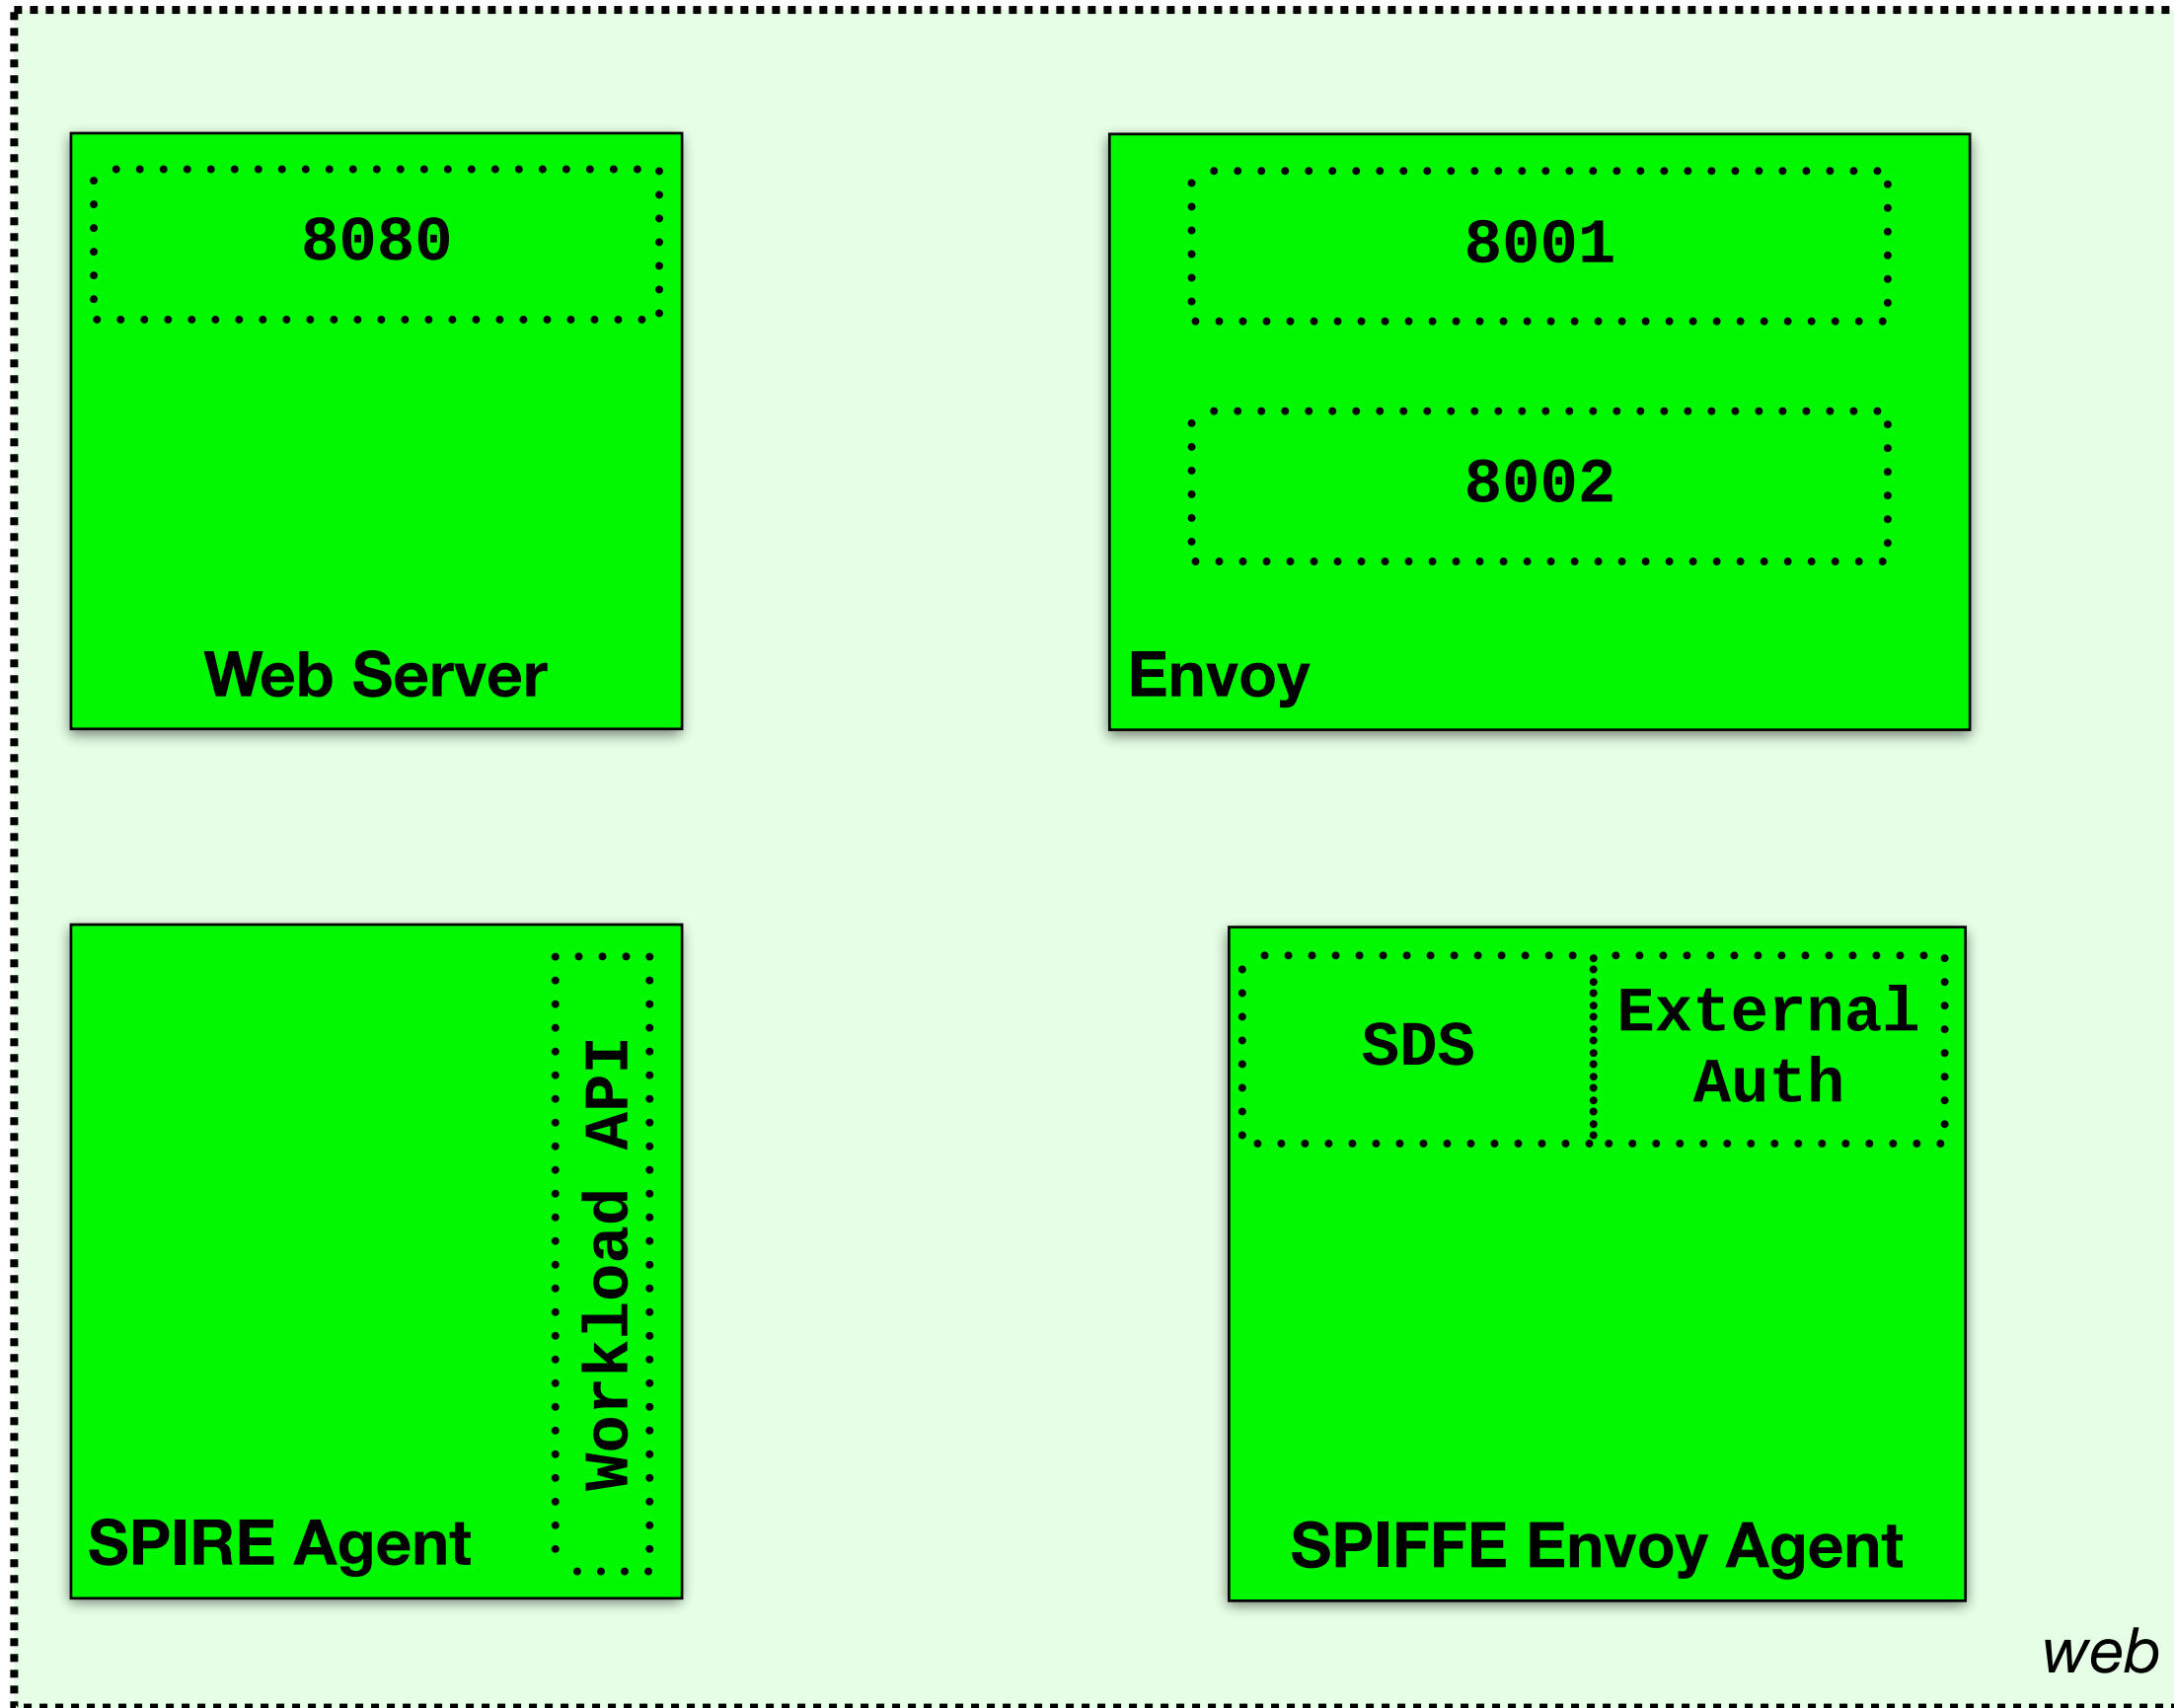 8080
Web Server
8001
8002
Envoy
Workload API
SPIRE Agent
SDS
External
Auth
SPIFFE Envoy Agent
web